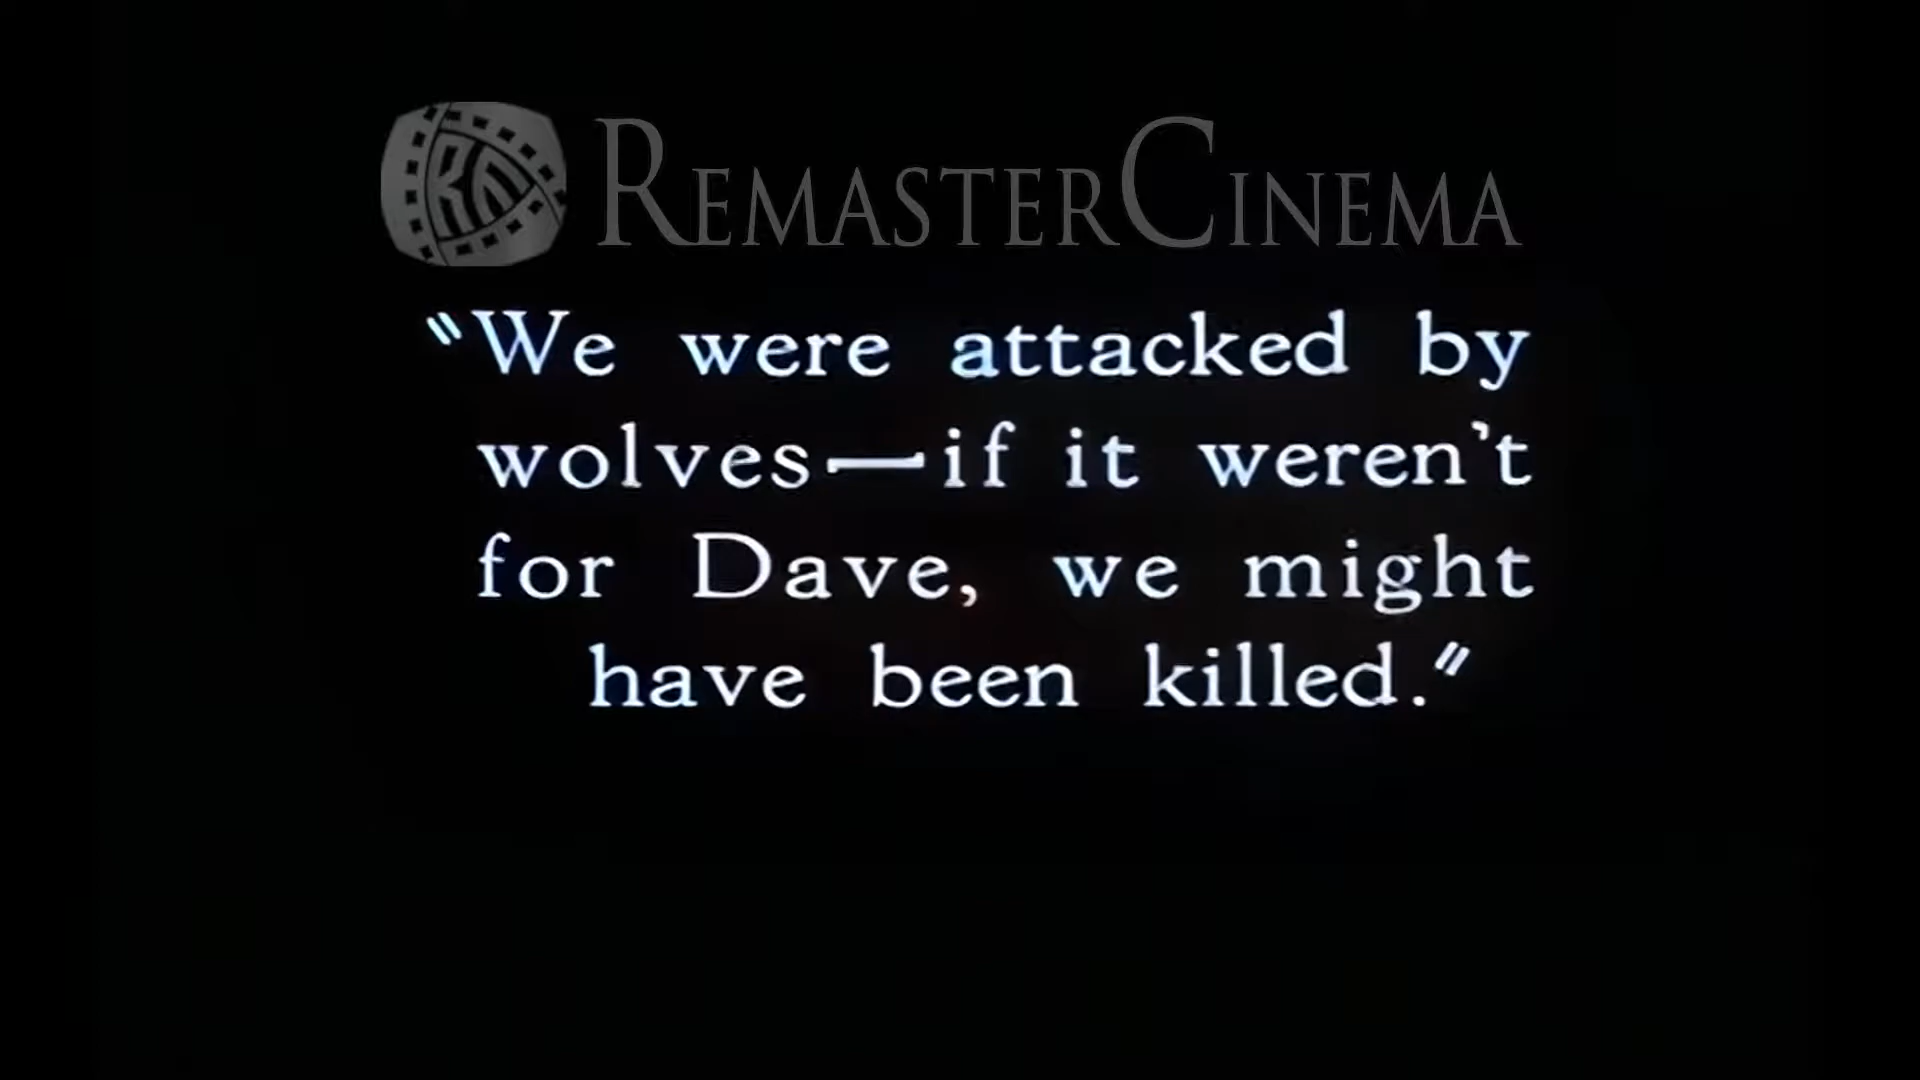 REMASTERCINEMA
"We were attacked by
wolves—if it weren't
for Dave, we might
have been killed."